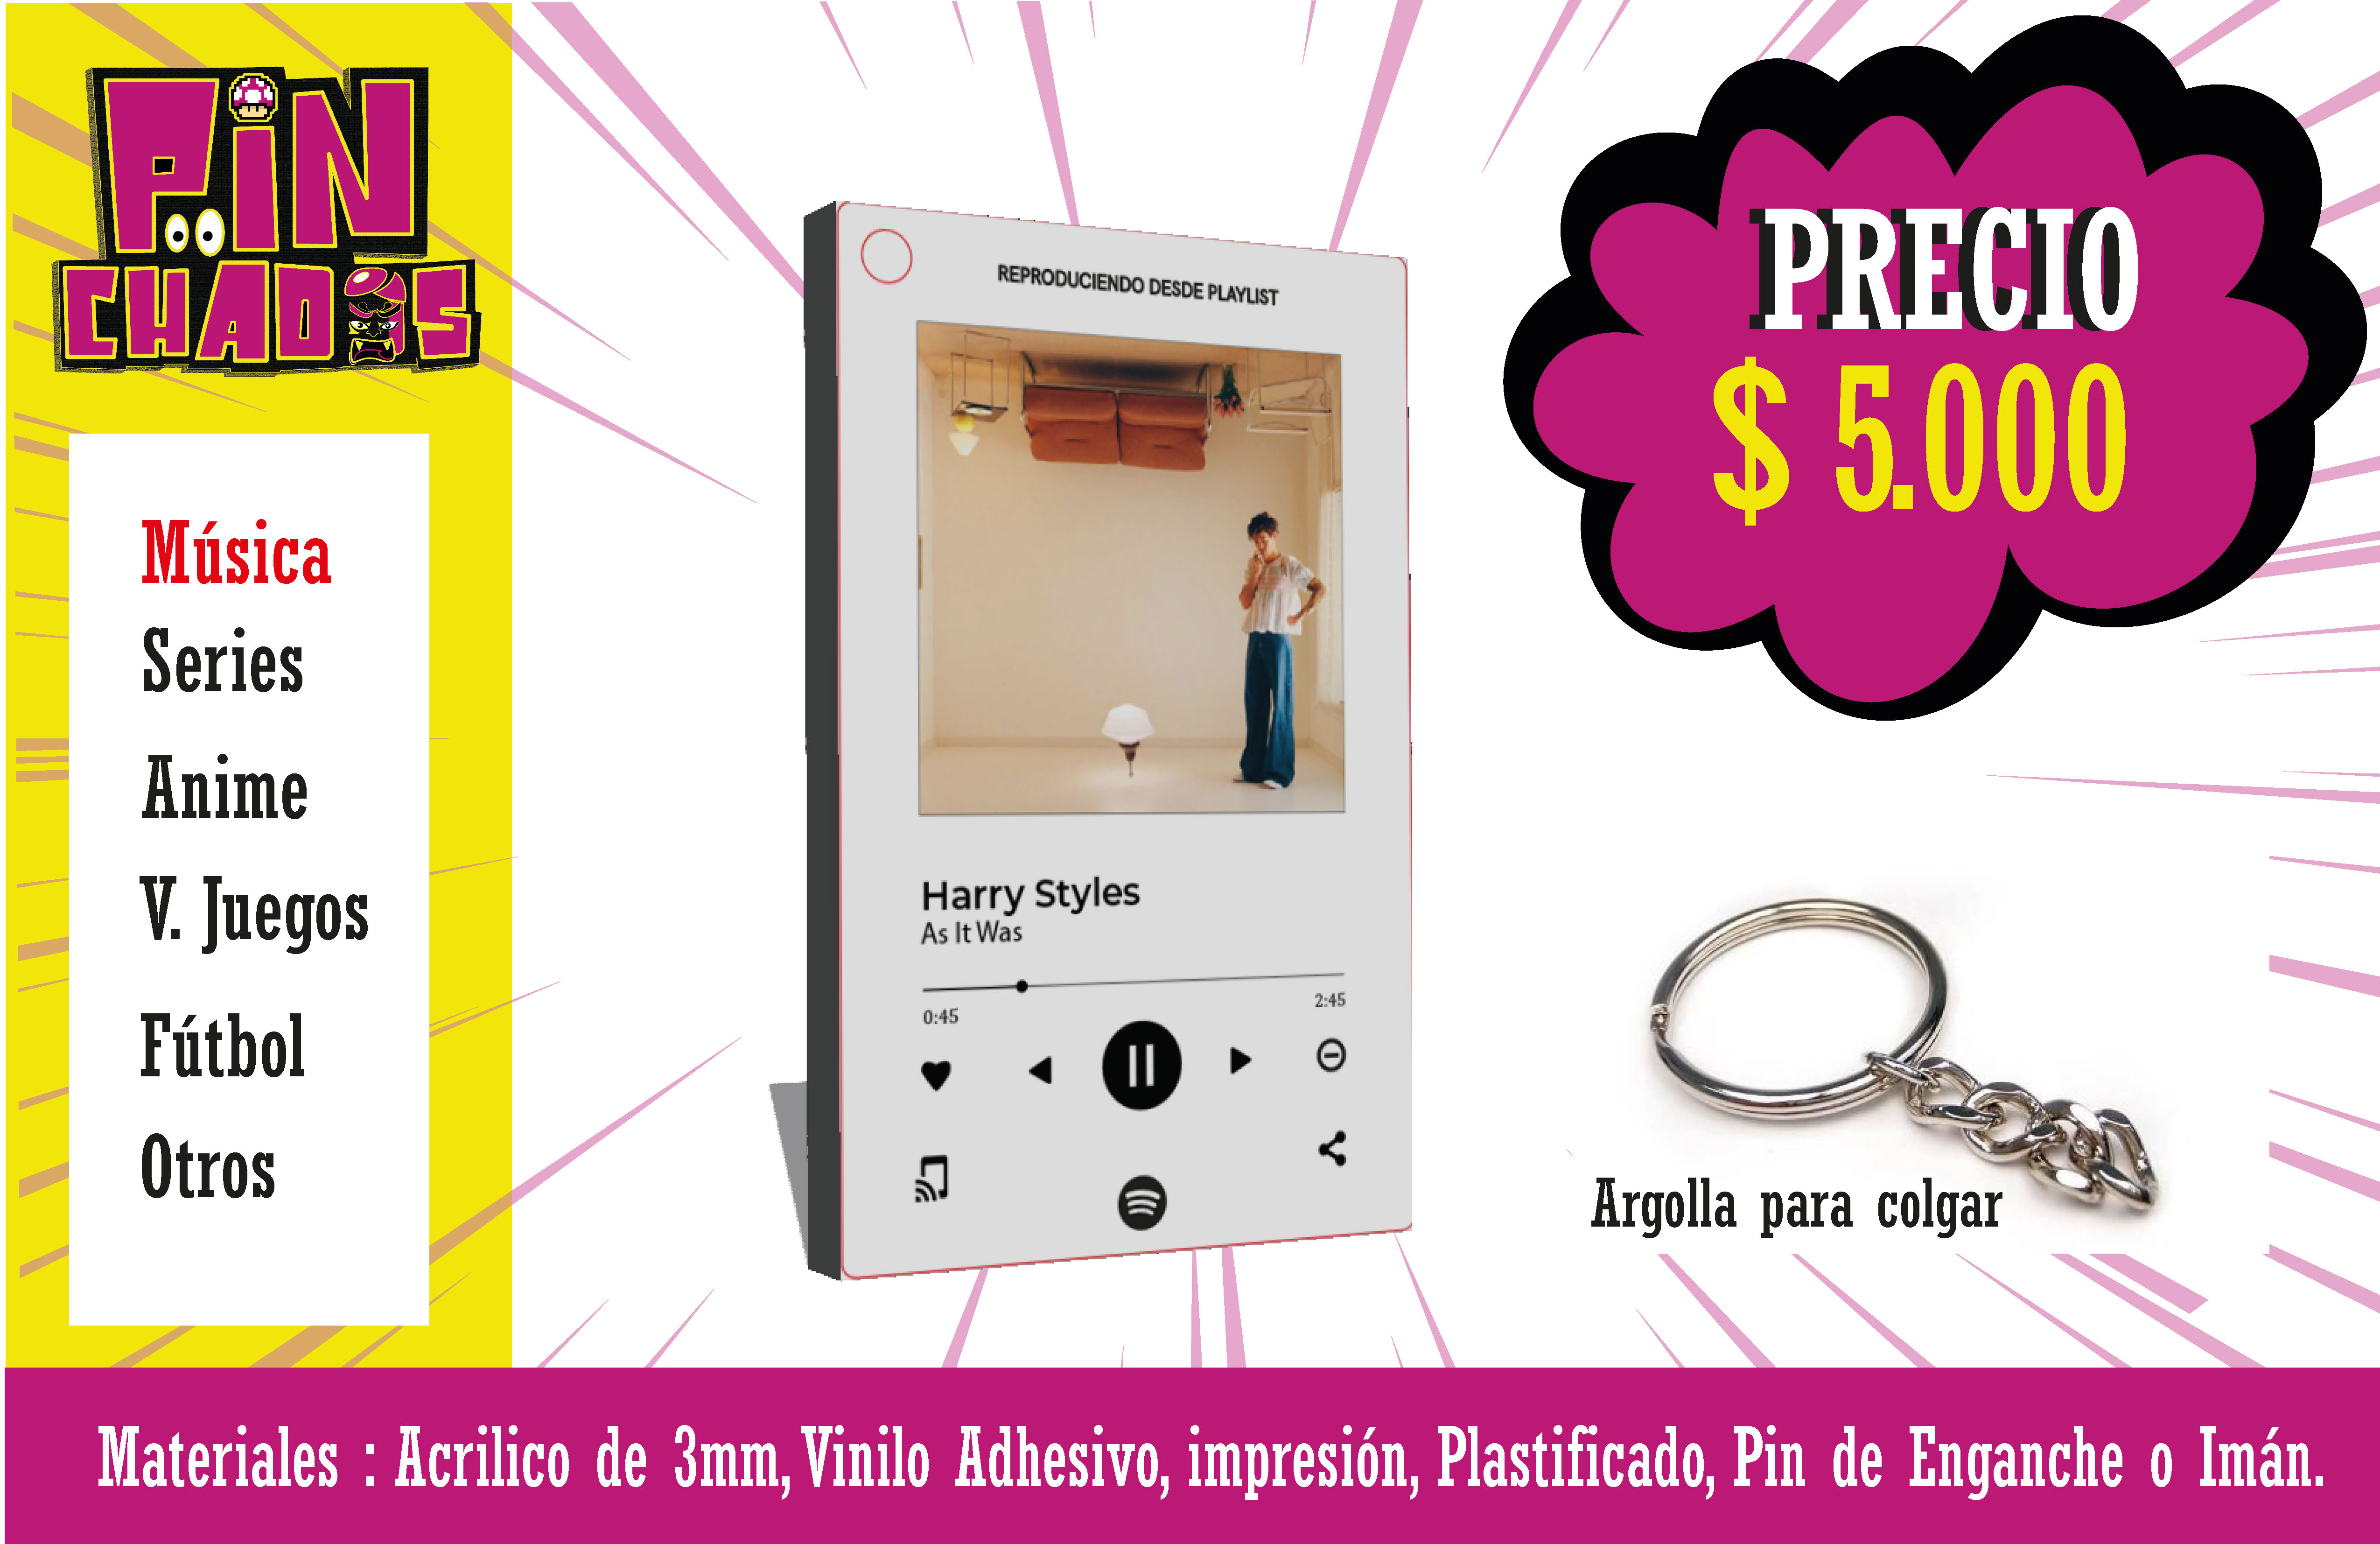 PiN
CHAOS
Música
Series
Anime
V. Juegos
Fútbol
Otros
REPRODUCIENDO DESDE PLAYLIST
Harry Styles
As It Was
0:45
2:45
PRECIO
$ 5.000
Argolla para colgar
Materiales : Acrilico de 3mm, Vinilo Adhesivo, impresión, Plastificado, Pin de Enganche o Imán.